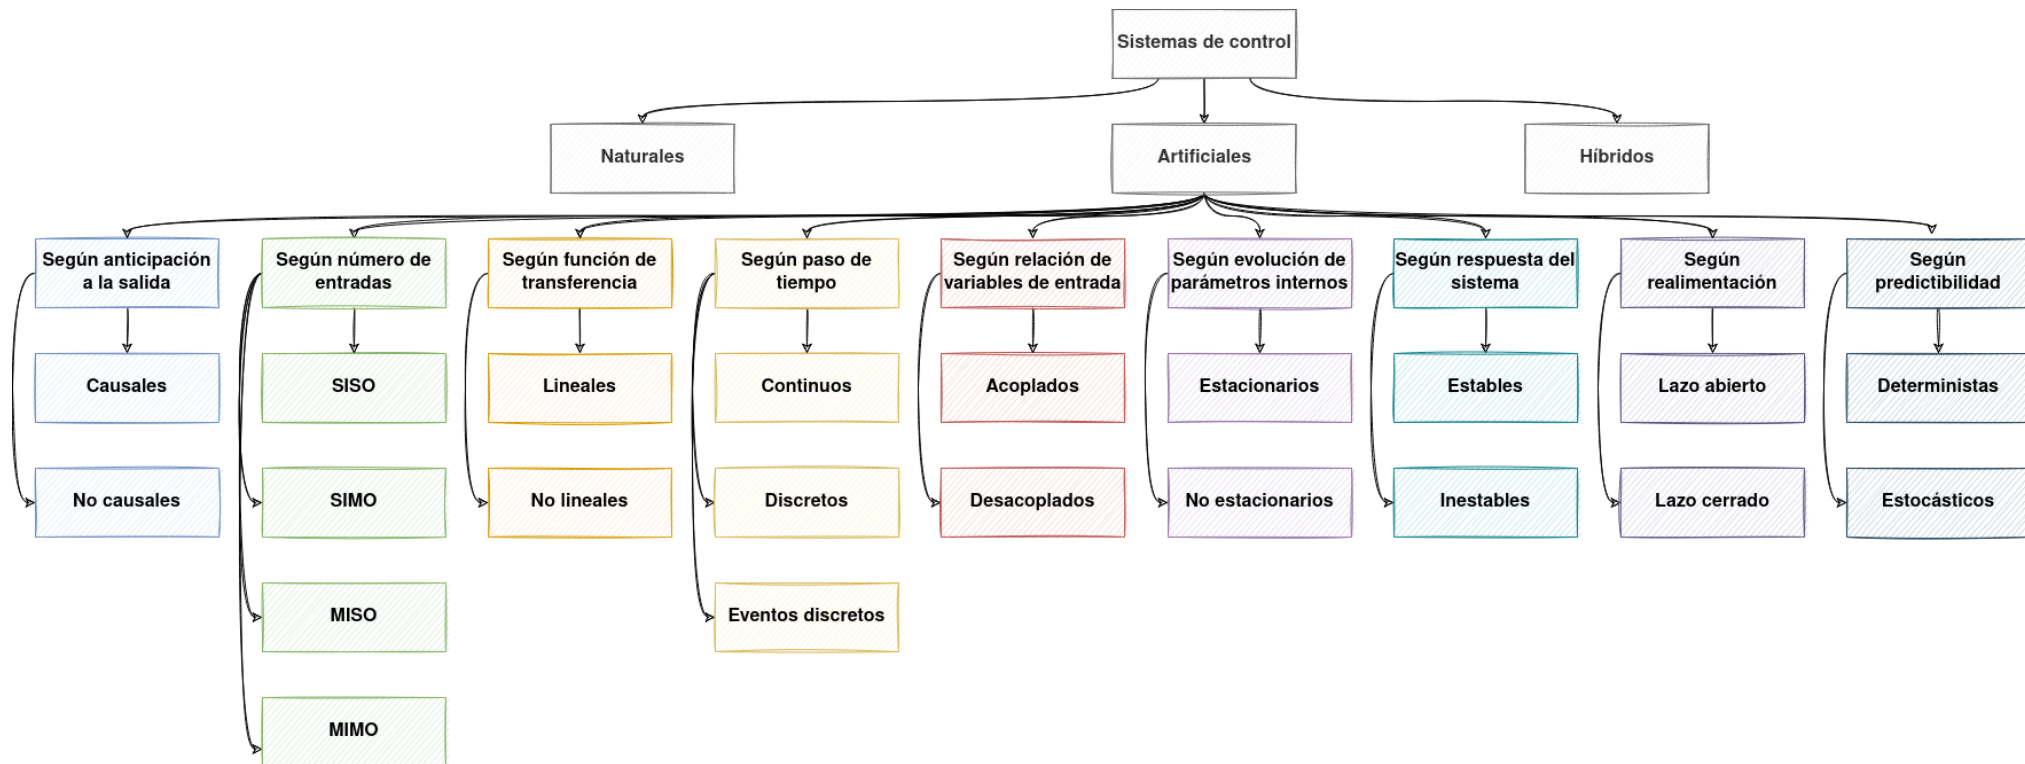 Sistemas de control
Naturales
Artificiales
Híbridos
Según anticipación
a la salida
Según número de
entradas
Según función de
transferencia
Según paso de
tiempo
Según relación de
variables de entrada
Según evolución de
parámetros internos
Según respuesta del
sistema
Según
realimentación
Según
predictibilidad
Causales
SISO
Lineales
Continuos
Acoplados
Estacionarios
Estables
Lazo abierto
Deterministas
No causales
SIMO
No lineales
Discretos
Desacoplados
No estacionarios
Inestables
Lazo cerrado
Estocásticos
MISO
Eventos discretos
MIMO